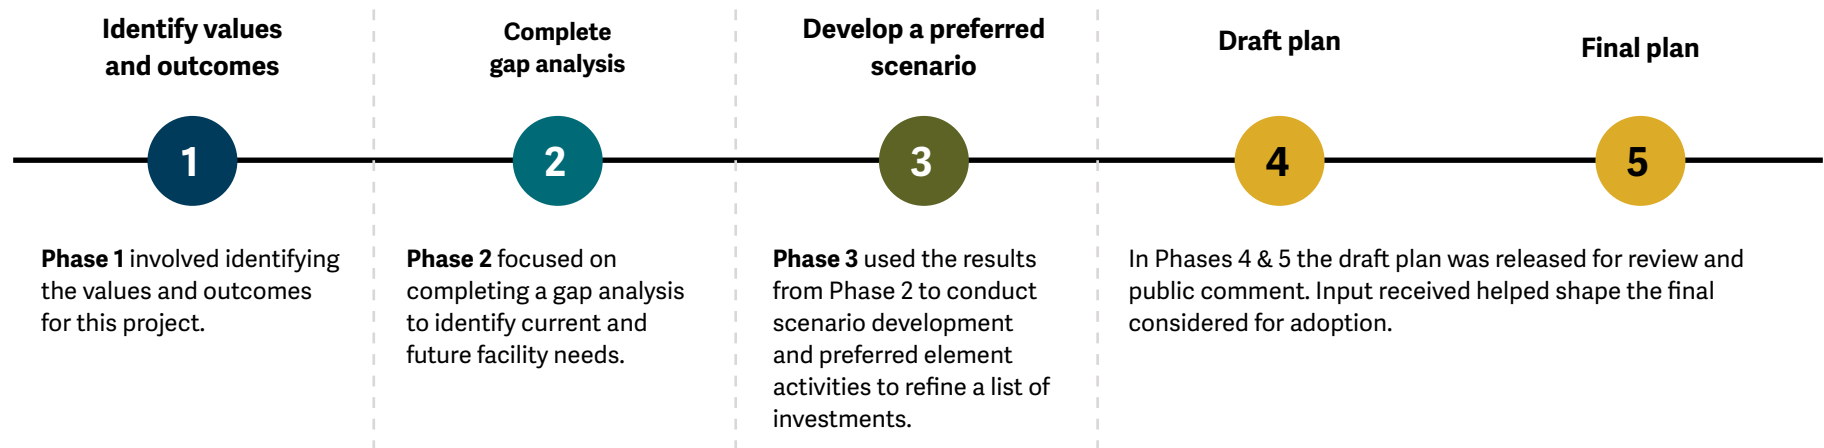 Identify values
and outcomes
Complete
gap analysis
Develop a preferred
scenario
Draft plan
Final plan
1
2
3
4
5
Phase 1 involved identifying
the values and outcomes
for this project.
Phase 2 focused on
completing a gap analysis
to identify current and
future facility needs.
Phase 3 used the results
from Phase 2 to conduct
scenario development
and preferred element
activities to refine a list of
investments.
In Phases 4 & 5 the draft plan was released for review and
public comment. Input received helped shape the final
considered for adoption.